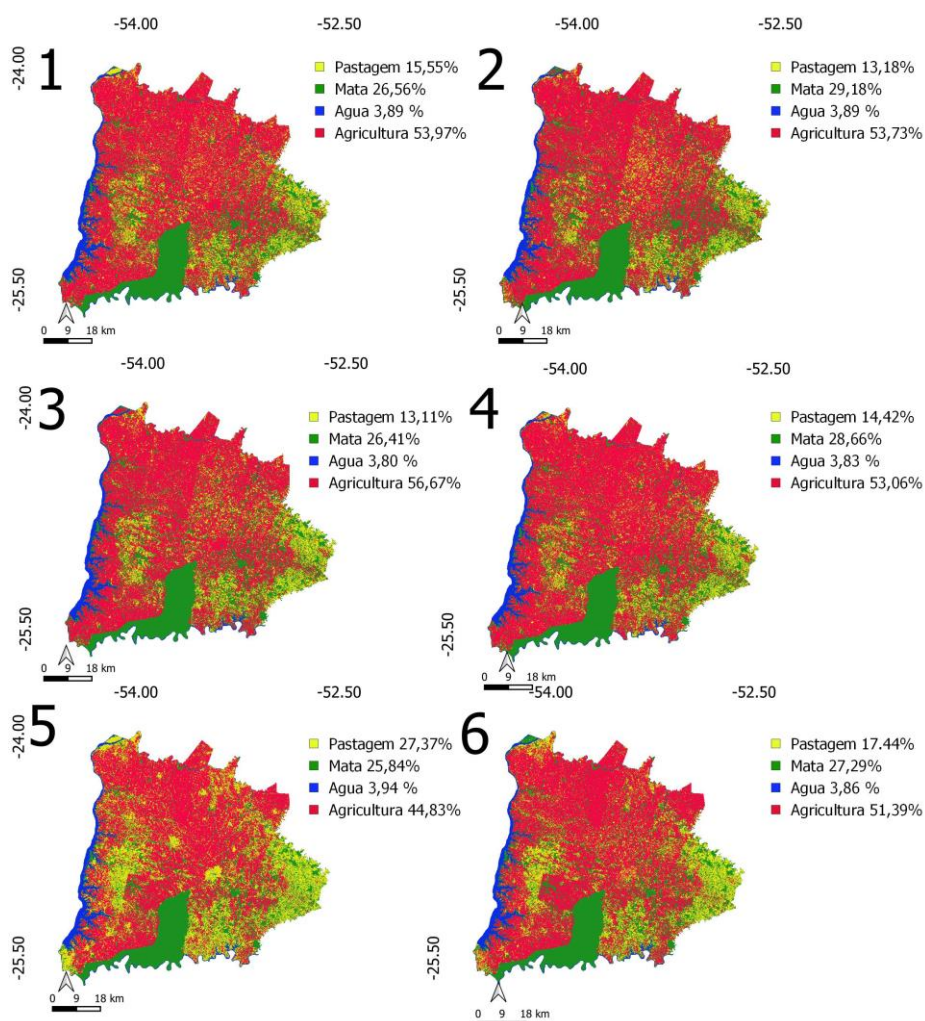 -54.00 -52.50
1
-24.00
Pastagem 15,55%
Mata 26,56%
Agua 3,89 %
Agricultura 53,97%
-25.50
0 9 18 km
-54.00 -52.50
2
-24.00
Pastagem 13,18%
Mata 29,18%
Agua 3,89 %
Agricultura 53,73%
-25.50
0 9 18 km
-54.00 -52.50
3
-24.00
Pastagem 13,11%
Mata 26,41%
Agua 3,80 %
Agricultura 56,67%
-25.50
0 9 18 km
-54.00 -52.50
4
-24.00
Pastagem 14,42%
Mata 28,66%
Agua 3,83 %
Agricultura 53,06%
-25.50
0 9 18 km
-54.00 -52.50
5
-24.00
Pastagem 27,37%
Mata 25,84%
Agua 3,94 %
Agricultura 44,83%
-25.50
0 9 18 km
-54.00 -52.50
6
-24.00
Pastagem 17.44%
Mata 27,29%
Agua 3,86 %
Agricultura 51,39%
-25.50
0 9 18 km